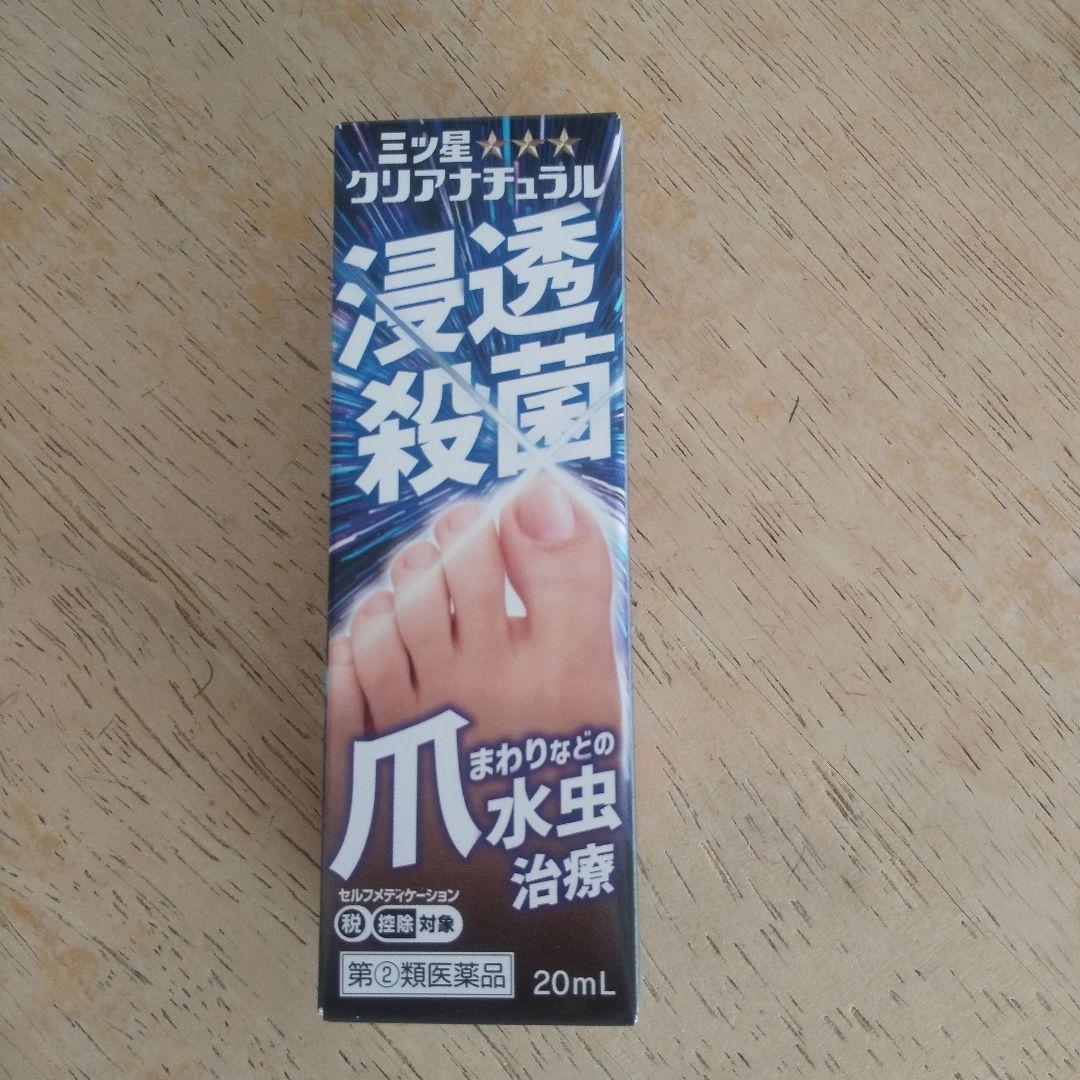 三ツ星★★★
クリアナチュラル
浸透
殺菌
爪まわりなどの
水虫
治療
セルフメディケーション
税 控除 対象
第②類医薬品 20mL